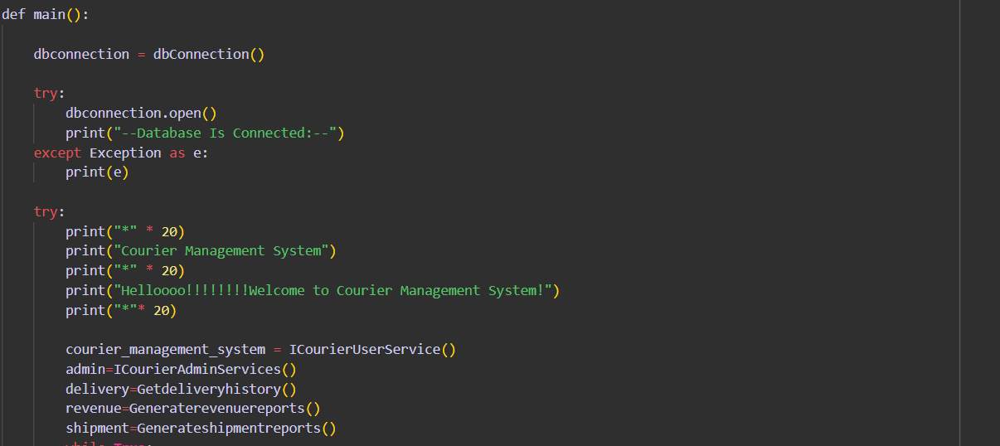 def main():
dbconnection = dbConnection()
try:
dbconnection.open()
print("--Database Is Connected:--")
except Exception as e:
print(e)
try:
print("*" * 20)
print("Courier Management System")
print("*" * 20)
print("Helloooo!!!!!!!!Welcome to Courier Management System!")
print("*"* 20)
courier_management_system = ICourierUserService()
admin=ICourierAdminServices()
delivery=Getdeliveryhistory()
revenue=Generaterevenuereports()
shipment=Generateshipmentreports()
while True: